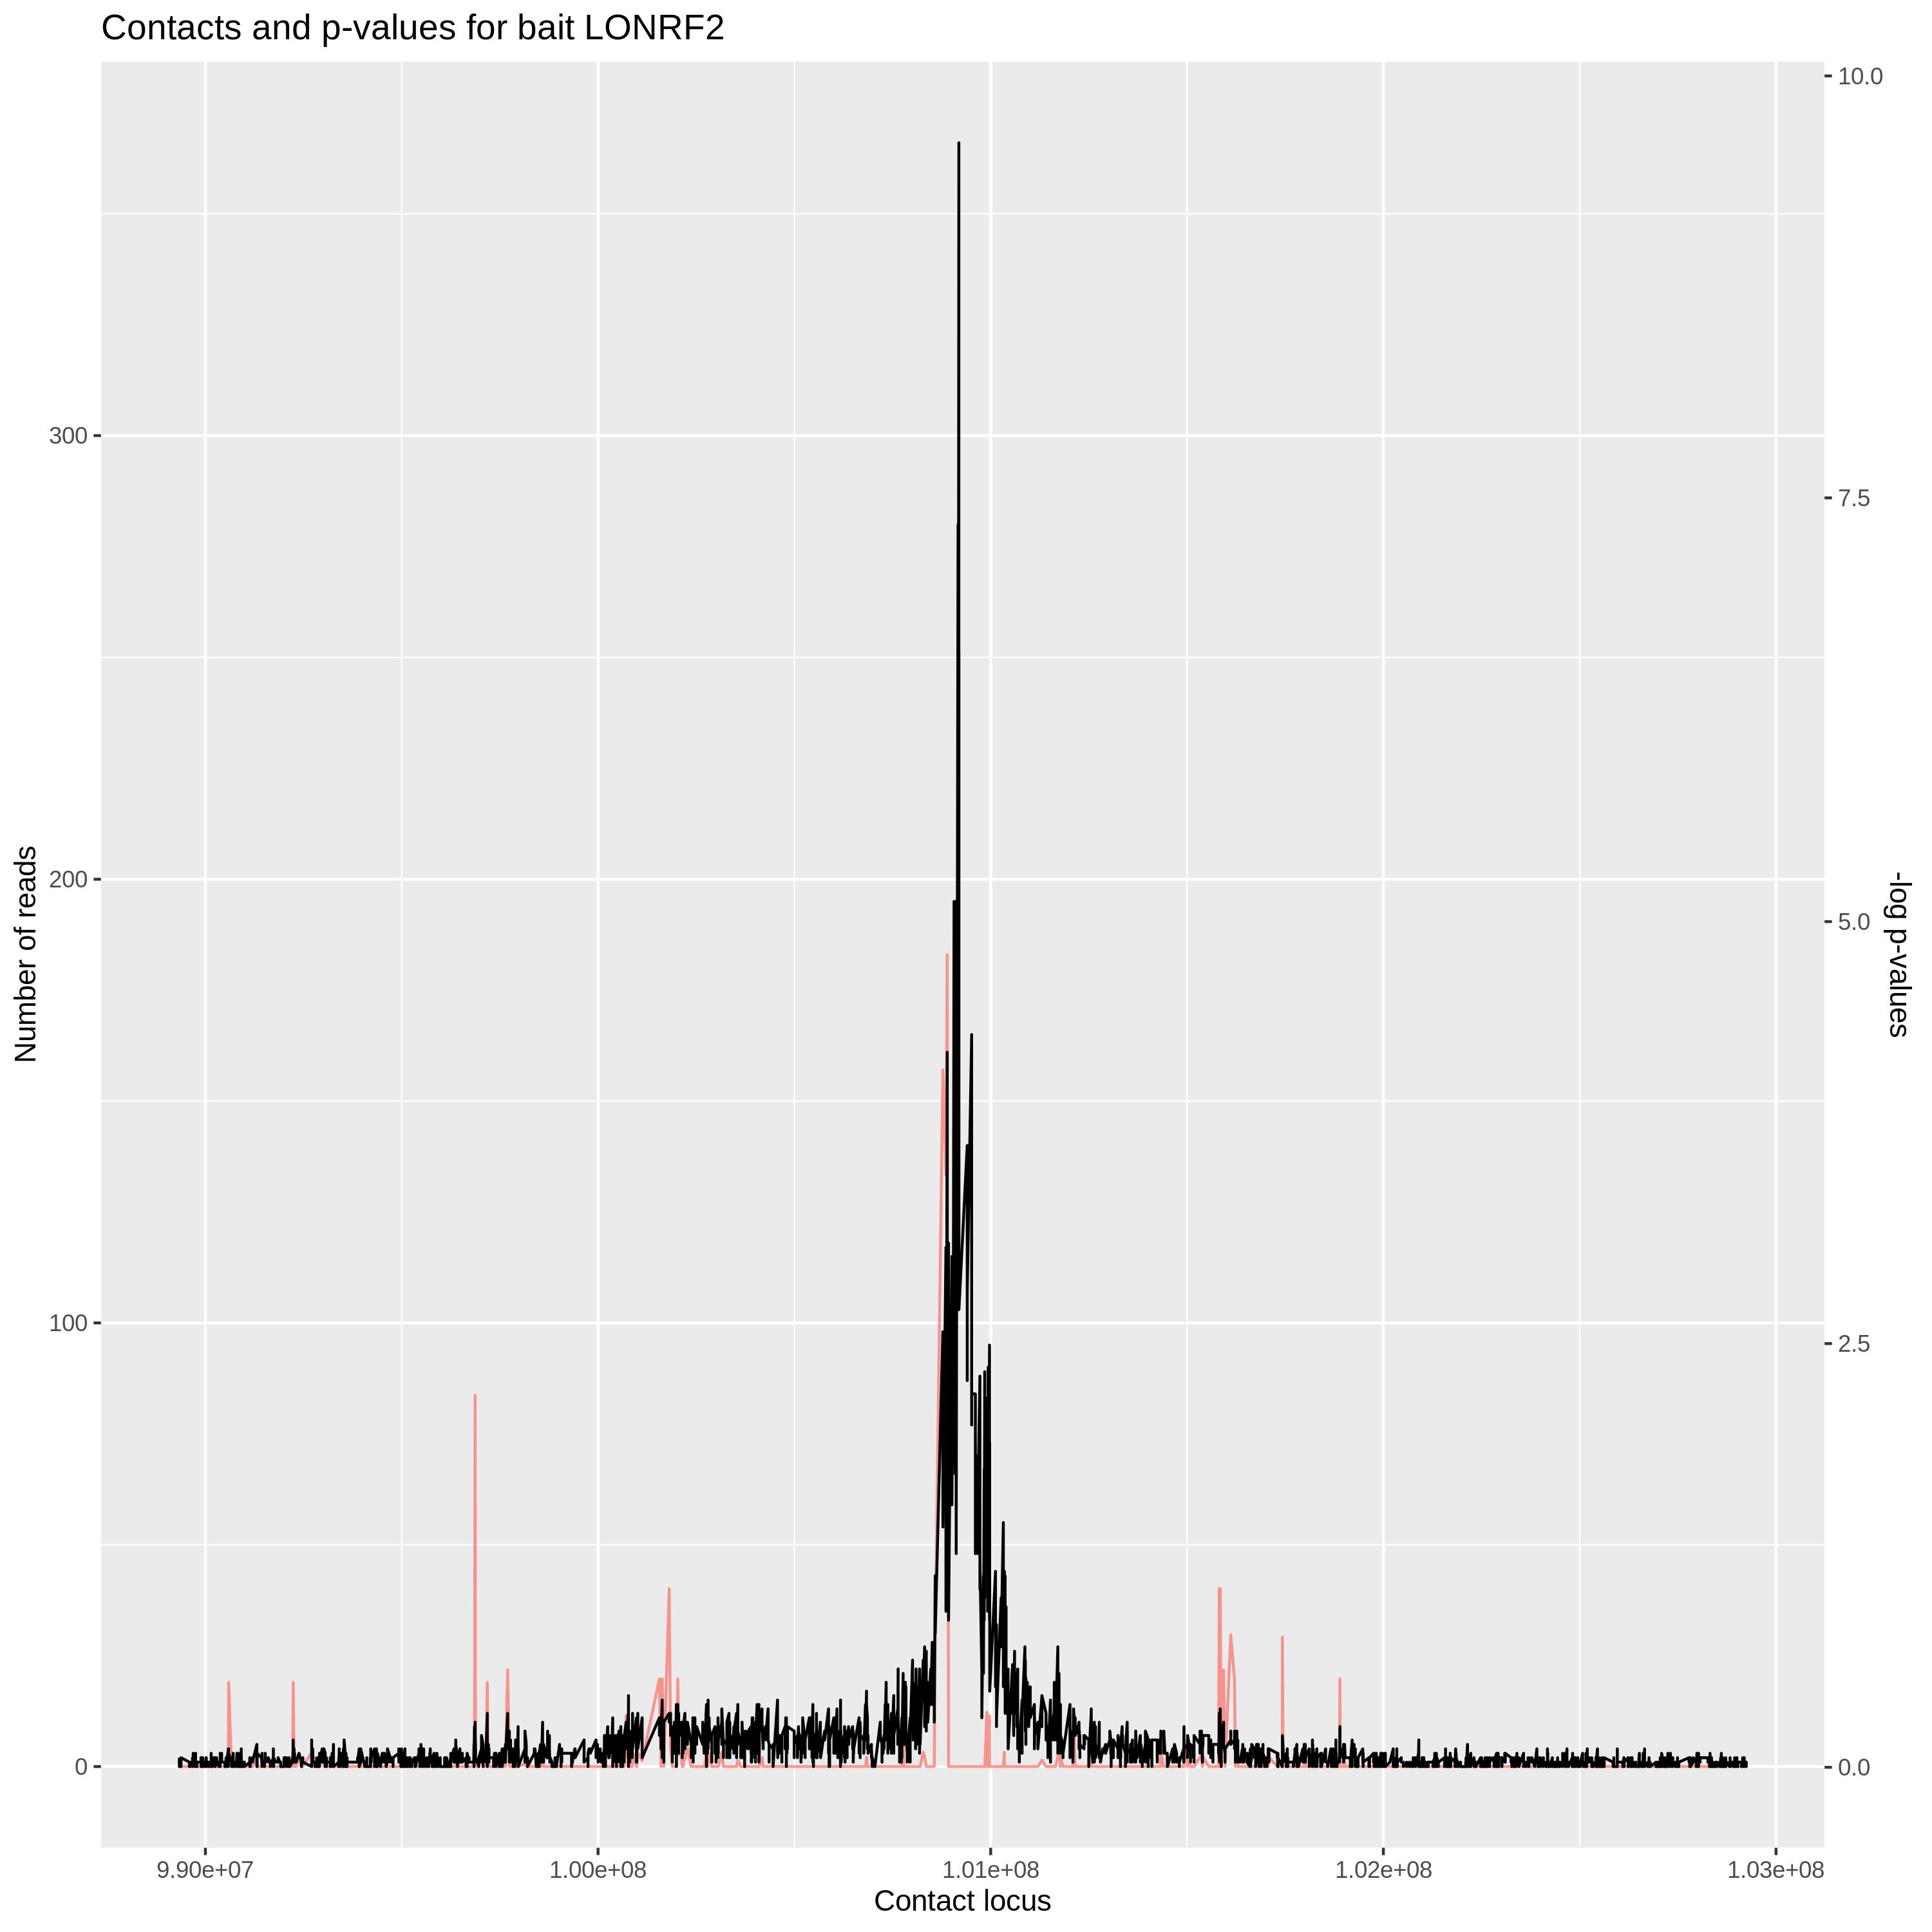 Contacts and p-values for bait LONRF2
Number of reads
300
200
100
0
10.0
7.5
5.0
2.5
0.0
-log p-values
9.90e+07 1.00e+08 1.01e+08 1.02e+08 1.03e+08
Contact locus